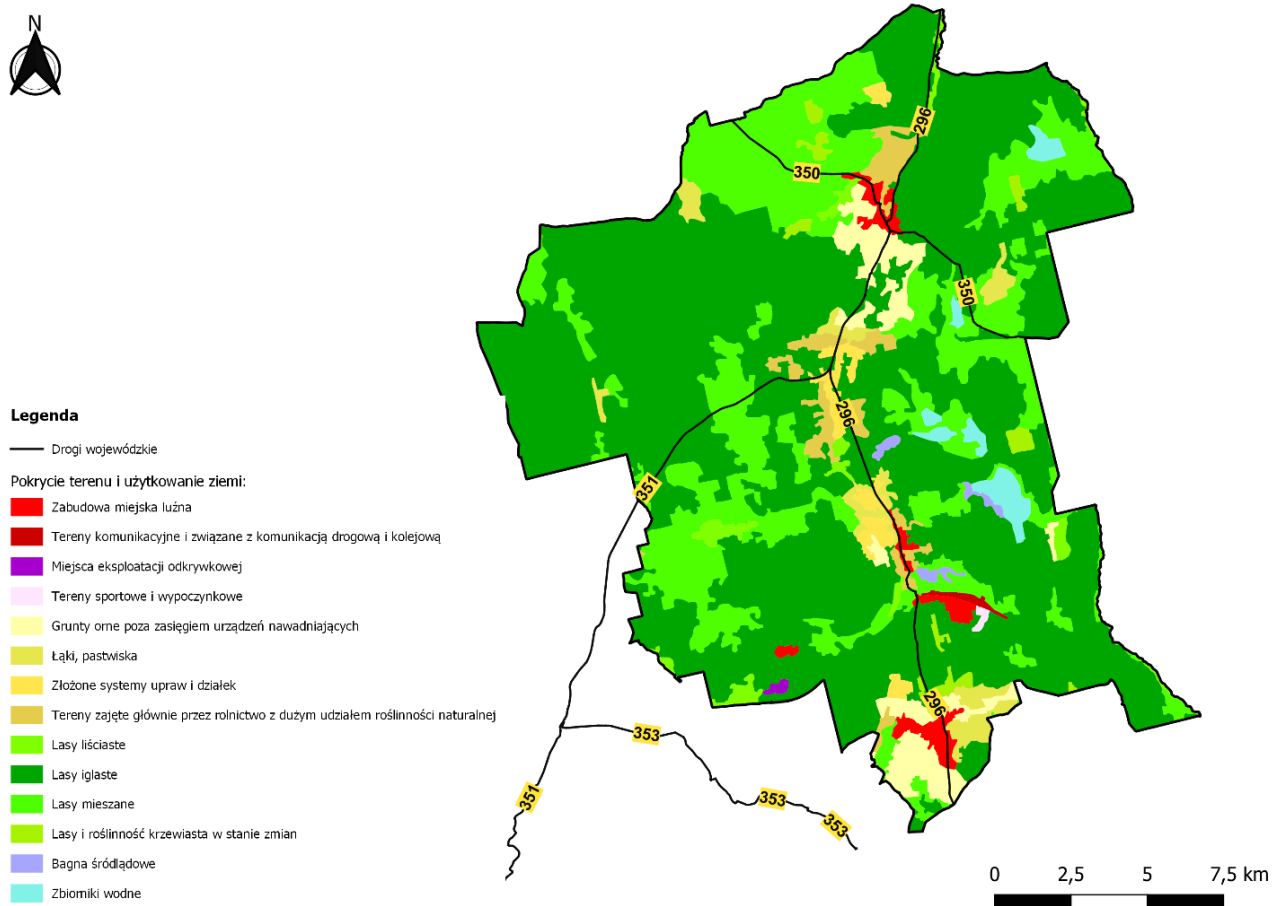 N
296
350
350
296
351
296
353
351
353
353
Legenda
Drogi wojewódzkie
Pokrycie terenu i użytkowanie ziemi:
Zabudowa miejska luźna
Tereny komunikacyjne i związane z komunikacją drogową i kolejową
Miejsca eksploatacji odkrywkowej
Tereny sportowe i wypoczynkowe
Grunty orne poza zasięgiem urządzeń nawadniających
Łąki, pastwiska
Złożone systemy upraw i działek
Tereny zajęte głównie przez rolnictwo z dużym udziałem roślinności naturalnej
Lasy liściaste
Lasy iglaste
Lasy mieszane
Lasy i roślinność krzewiasta w stanie zmian
Bagna śródlądowe
Zbiorniki wodne
0 2,5 5 7,5 km